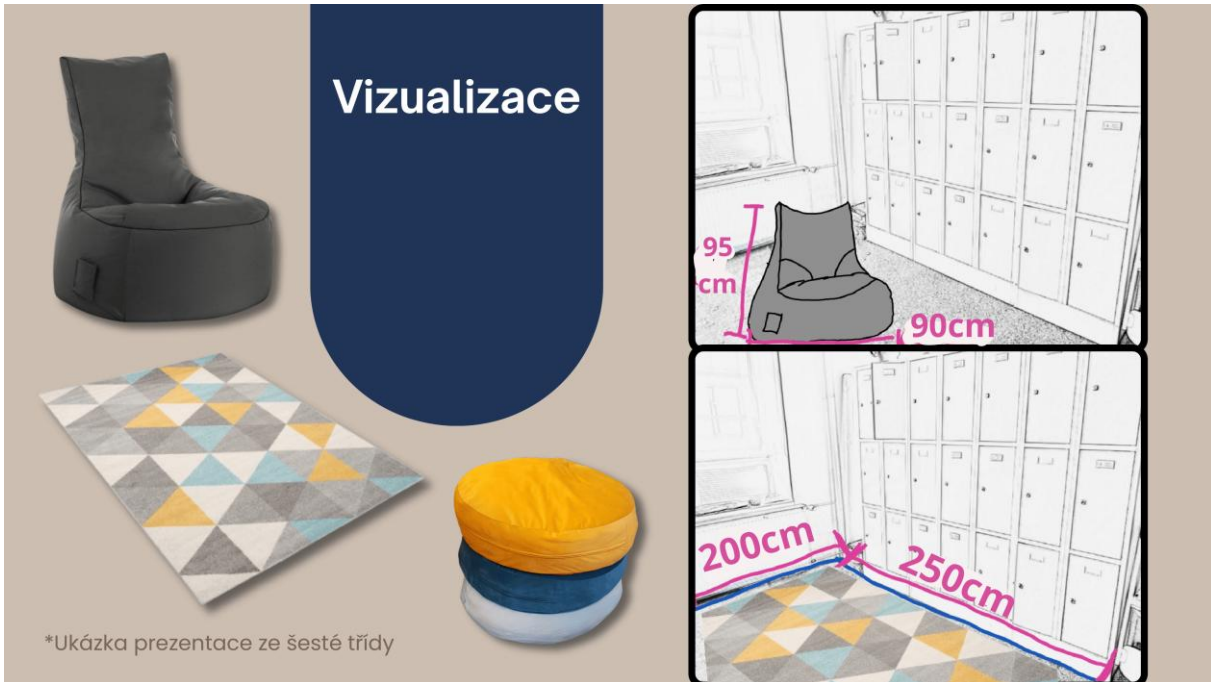 Vizualizace
95
cm
90cm
200cm
250cm
*Ukázka prezentace ze šesté třídy